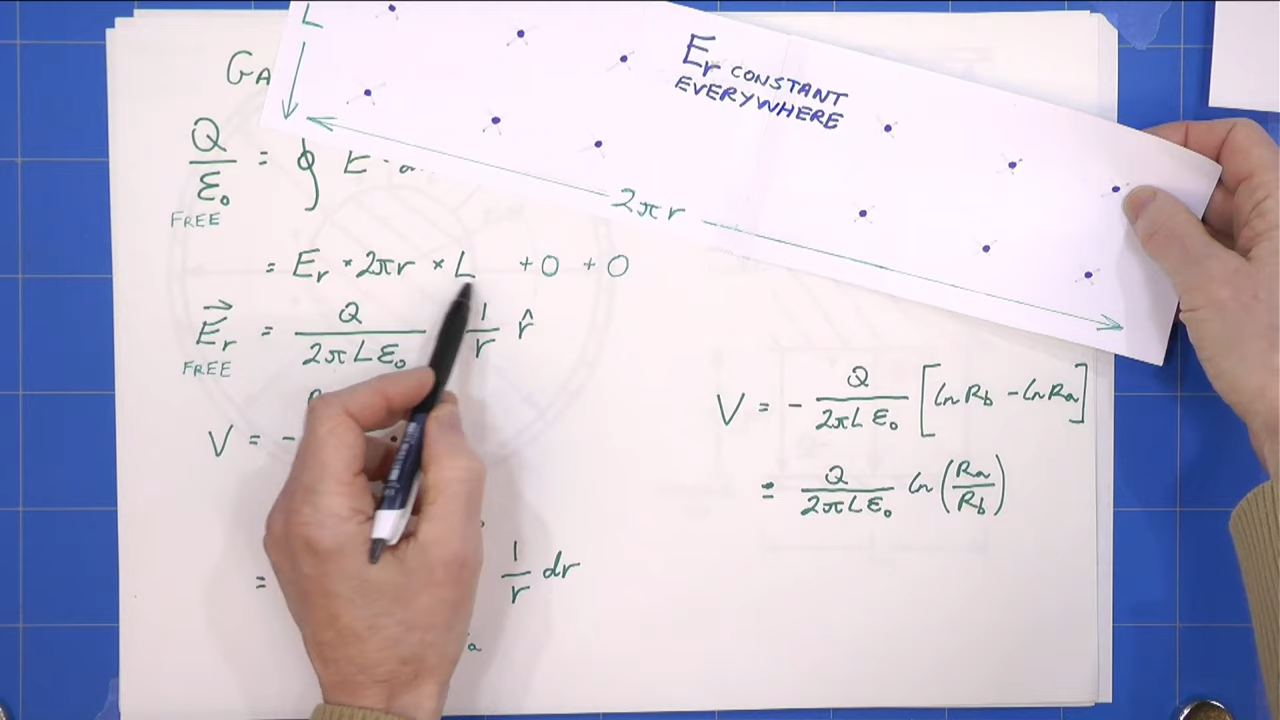 L
Er CONSTANT
EVERYWHERE
2πr
GA
Q/ε₀ = ∮ E · d
FREE
= Er × 2πr × L + 0 + 0
E⃗r = Q/2πLε₀ 1/r r̂
FREE
V = -
= 1/r dr
a
V = - Q/2πLε₀ [ln Rb - ln Ra]
= Q/2πLε₀ ln(Ra/Rb)